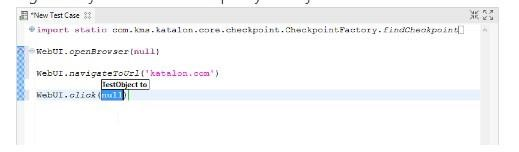 *New Test Case
import static com.kms.katalon.core.checkpoint.CheckpointFactory.findCheckpoint
WebUI.openBrowser(null)
WebUI.navigateToUrl('katalon.com')
TestObject to
WebUI.click(null)